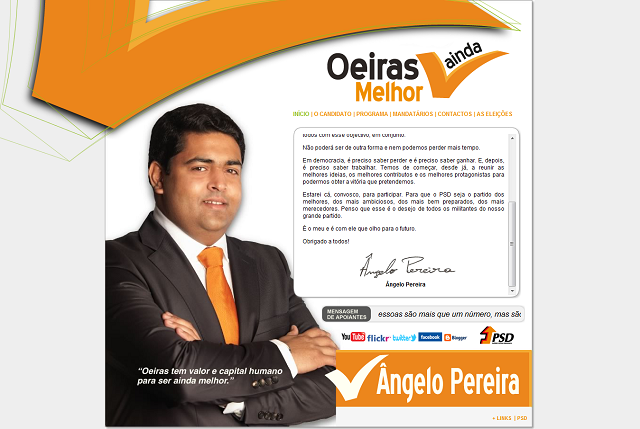 Oeiras ainda
Melhor
INÍCIO | O CANDIDATO | PROGRAMA | MANDATÁRIOS | CONTACTOS | AS ELEIÇÕES
todos com esse objectivo, em conjunto.
Não poderá ser de outra forma e nem podemos perder mais tempo.
Em democracia, é preciso saber perder e é preciso saber ganhar. E, depois,
é preciso saber trabalhar. Temos de começar, desde já, a reunir as
melhores ideias, os melhores contributos e os melhores protagonistas para
podermos obter a vitória que pretendemos.
Estarei cá, convosco, para participar. Para que o PSD seja o partido dos
melhores, dos mais ambiciosos, dos mais bem preparados, dos mais
merecedores. Penso que esse é o desejo de todos os militantes do nosso
grande partido.
É o meu e é com ele que olho para o futuro.
Obrigado a todos!
Ângelo Pereira
Ângelo Pereira
MENSAGEM
DE APOIANTES
essoas são mais que um número, mas são
YouTube flickr twitter facebook Blogger PSD
"Oeiras tem valor e capital humano
para ser ainda melhor."
Ângelo Pereira
» LINKS | PSD